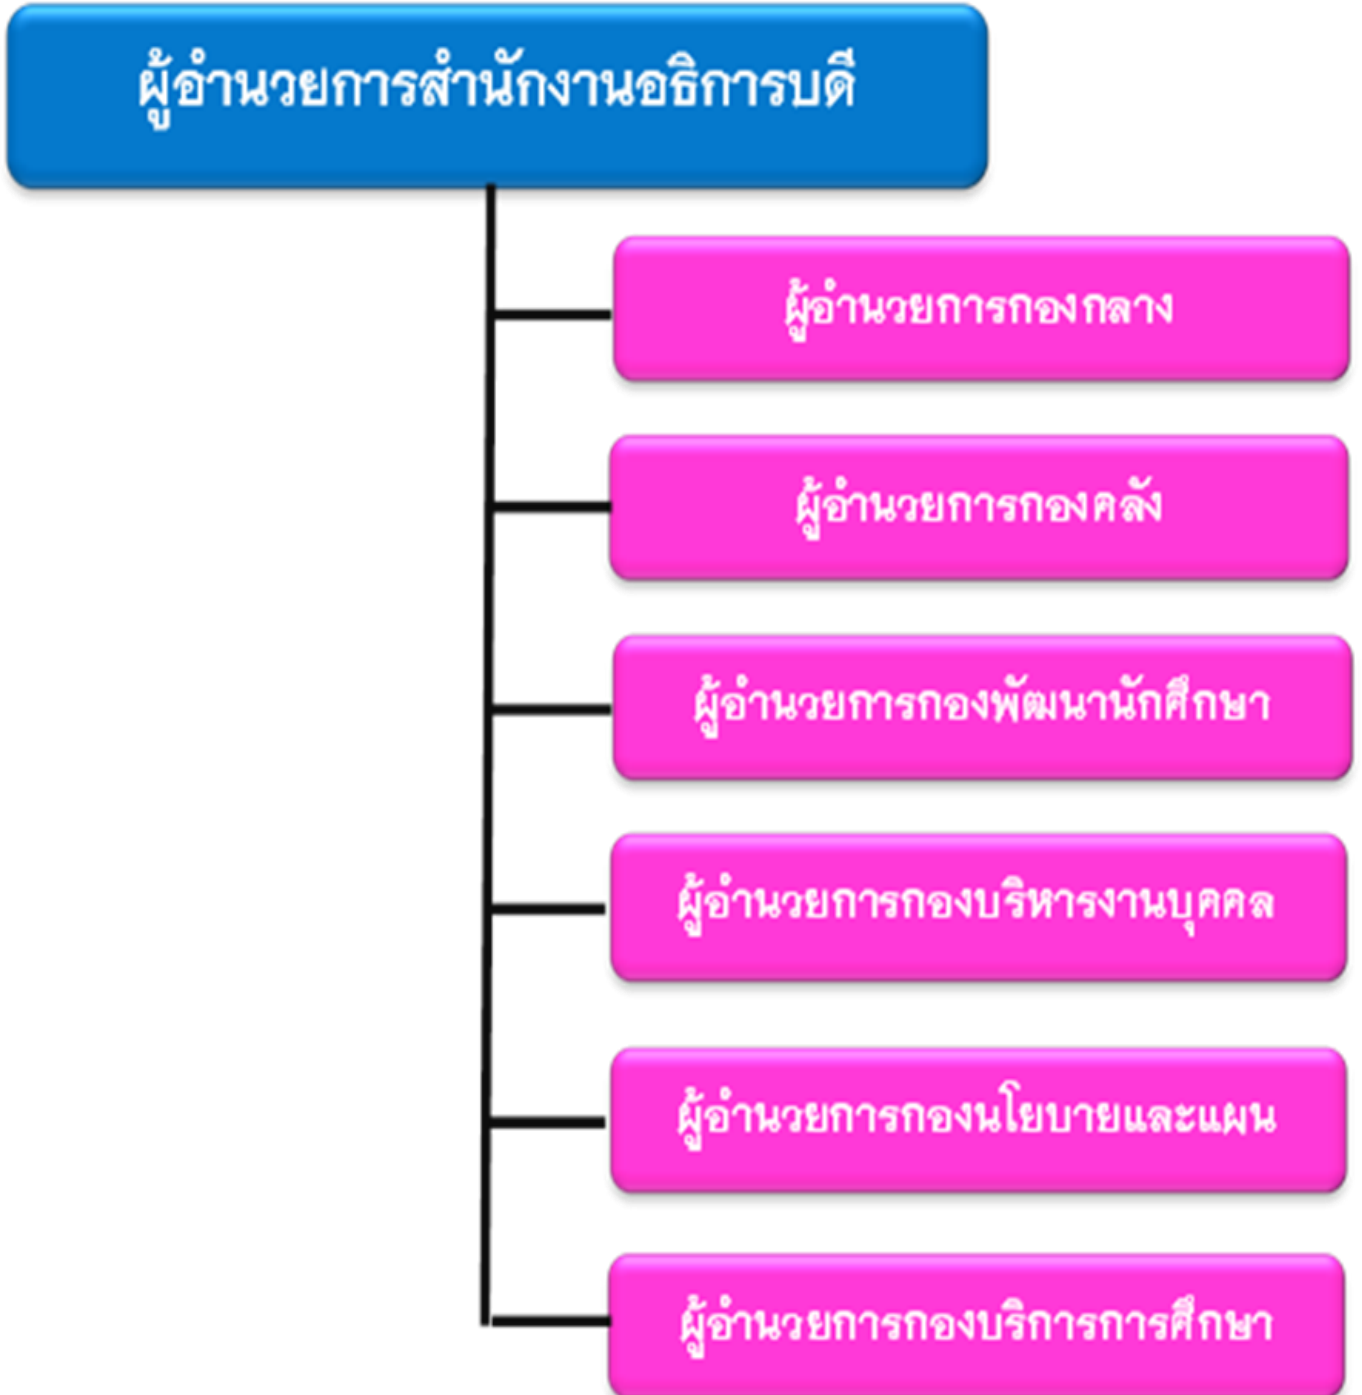 ผู้อำนวยการสำนักงานอธิการบดี
ผู้อำนวยการกองกลาง
ผู้อำนวยการกองคลัง
ผู้อำนวยการกองพัฒนานักศึกษา
ผู้อำนวยการกองบริหารงานบุคคล
ผู้อำนวยการกองนโยบายและแผน
ผู้อำนวยการกองบริการการศึกษา